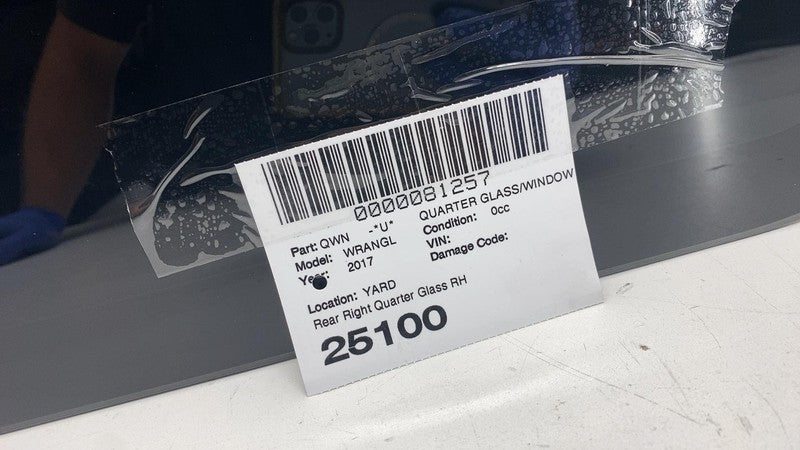 0000081257
Part: QWN -*U* QUARTER GLASS/WINDOW
Model: WRANGL Condition: 0cc
Year: 2017 VIN:
Damage Code:
Location: YARD
Rear Right Quarter Glass RH
25100